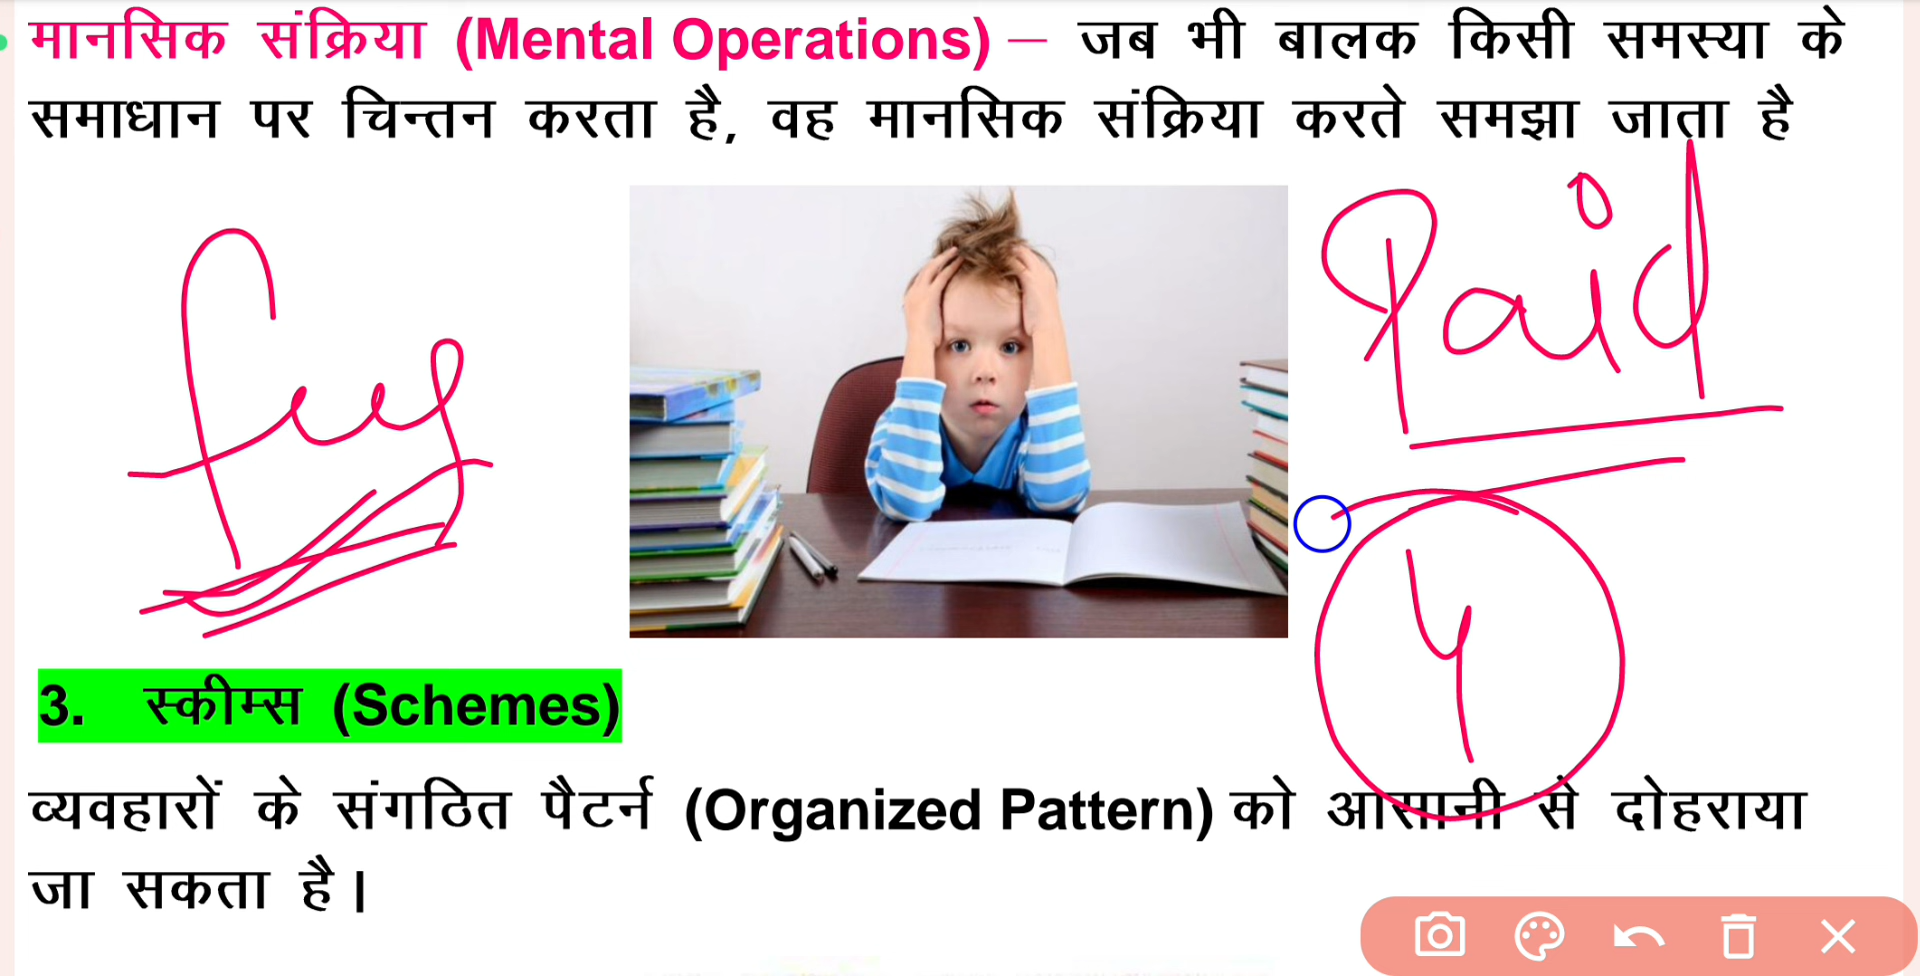 मानसिक संक्रिया (Mental Operations) – जब भी बालक किसी समस्या के
समाधान पर चिन्तन करता है, वह मानसिक संक्रिया करते समझा जाता है
Paid
3. स्कीम्स (Schemes)
व्यवहारों के संगठित पैटर्न (Organized Pattern) को आसानी से दोहराया
जा सकता है।